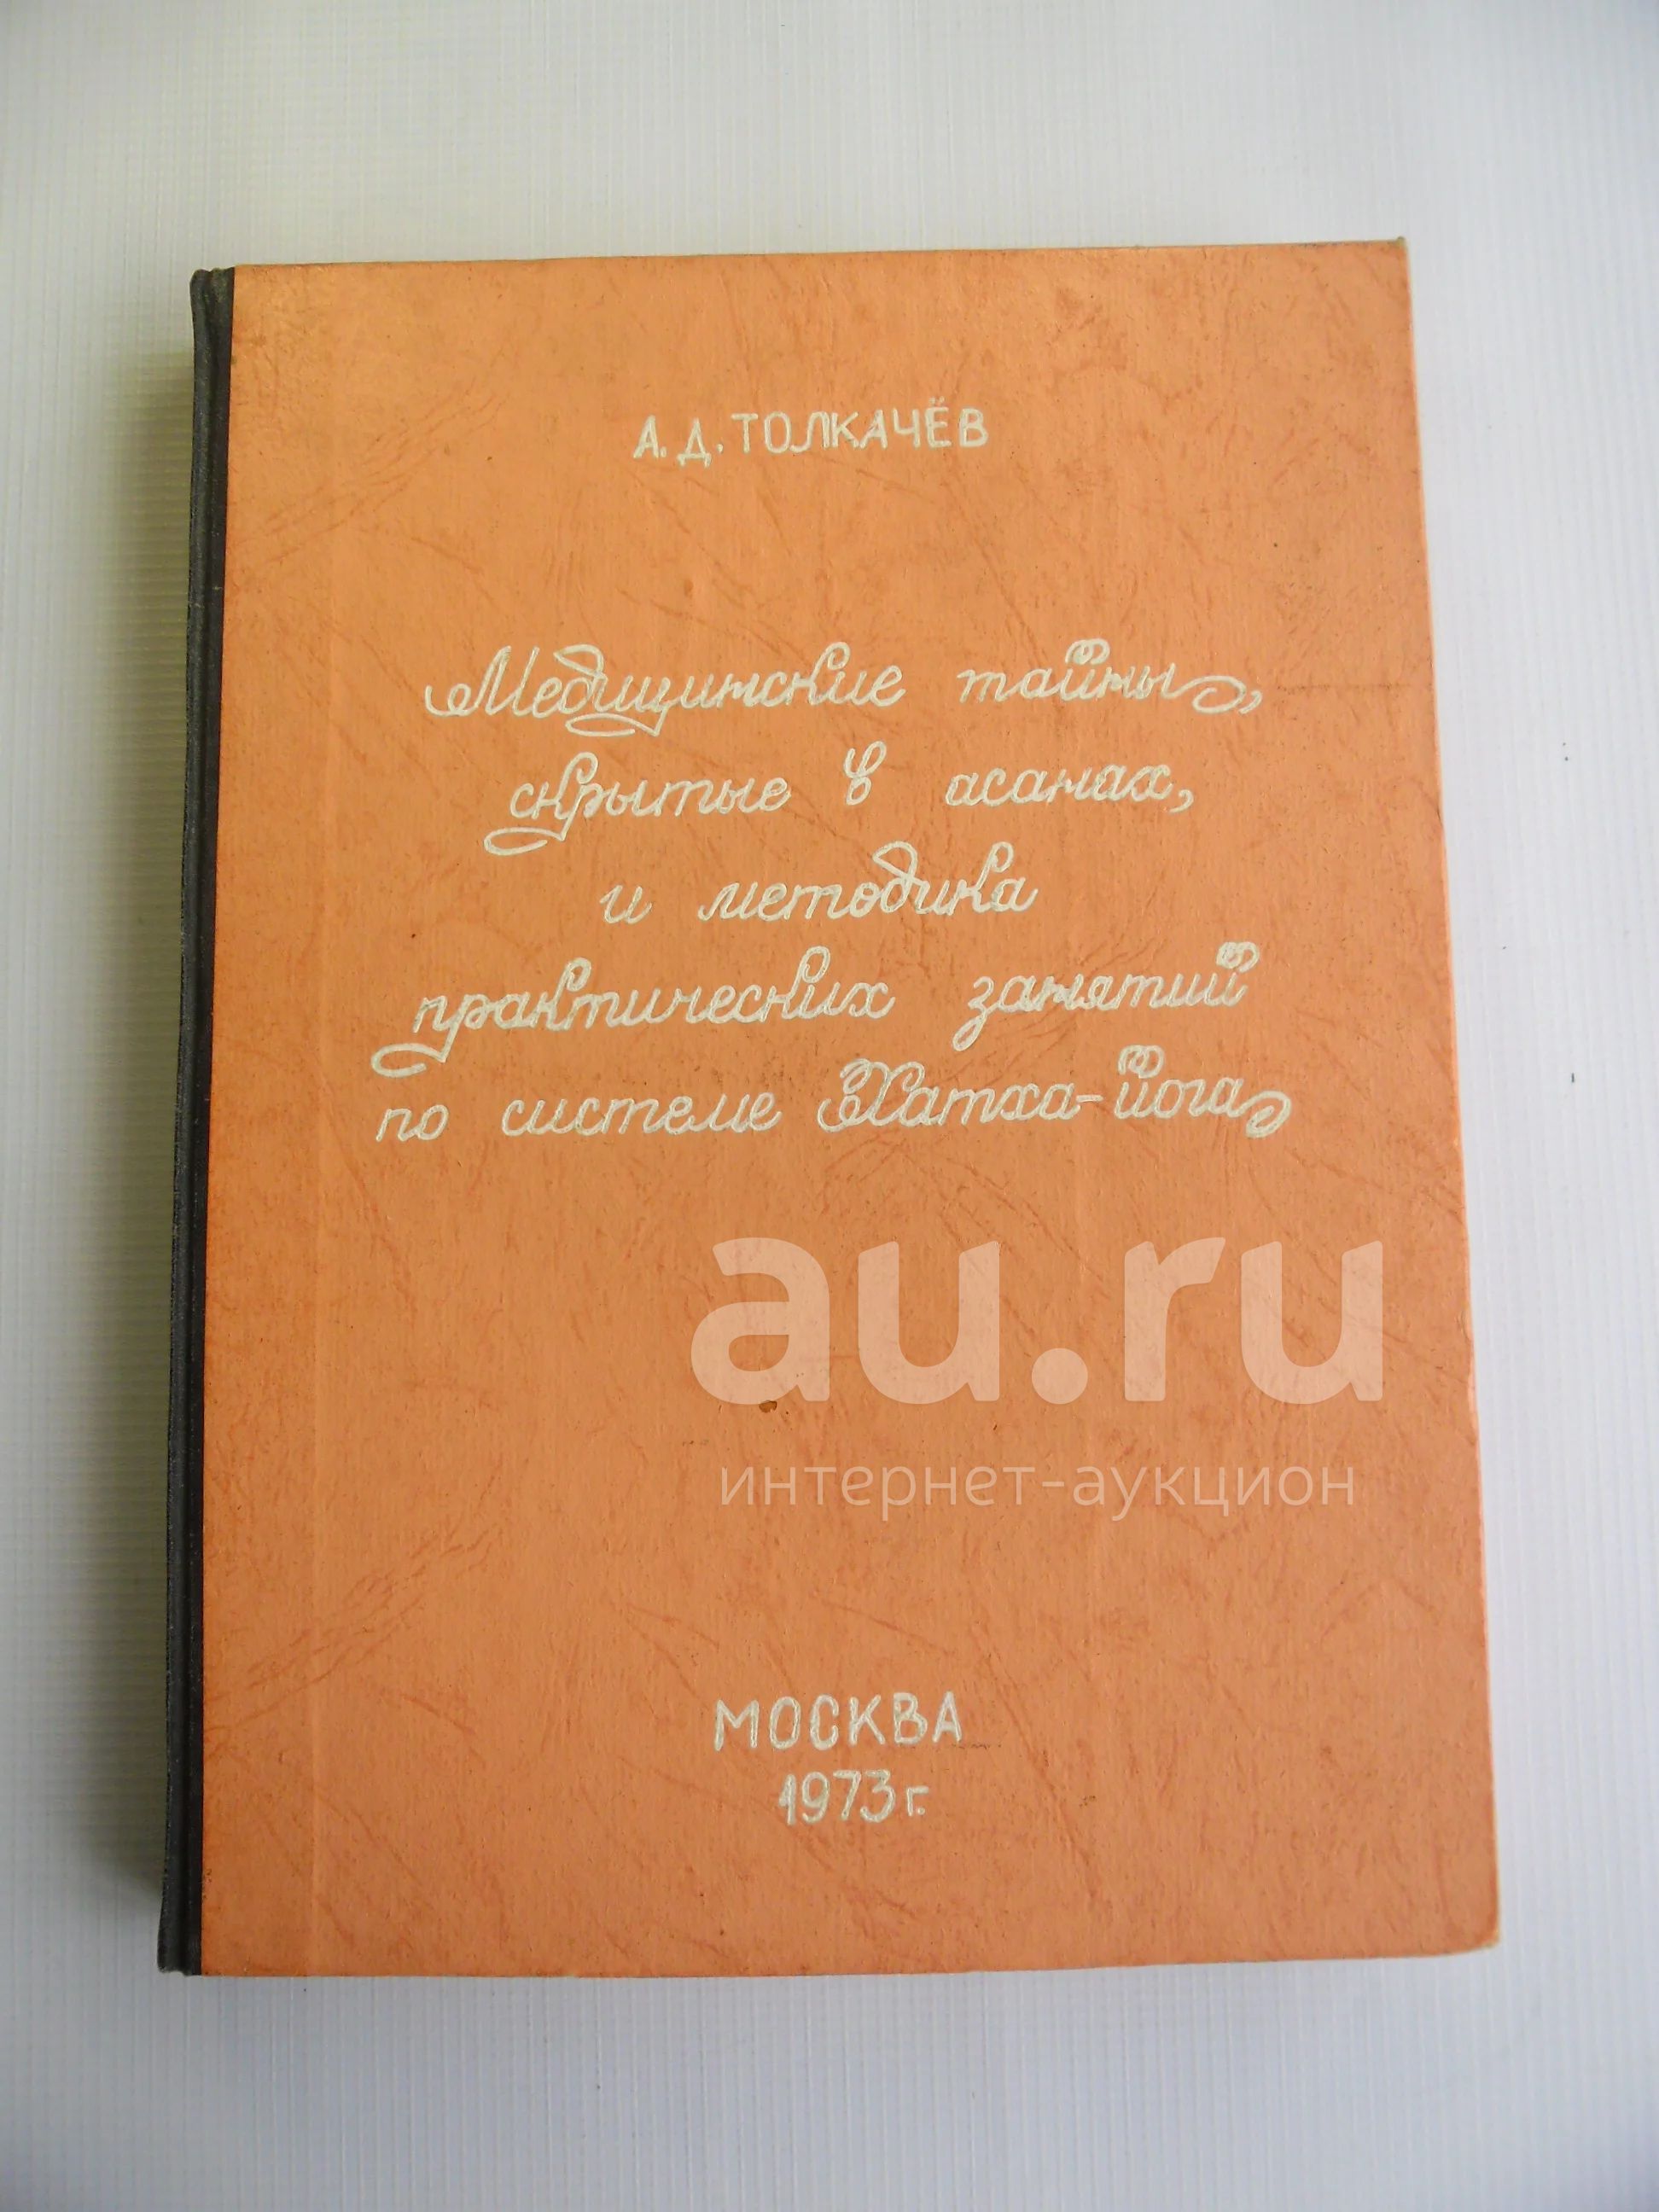 А.Д.ТОЛКАЧЁВ
Медицинские тайны,
скрытые в асанах,
и методика
практических занятий
по системе Хатха-йога
au.ru
интернет-аукцион
МОСКВА
1973 г.